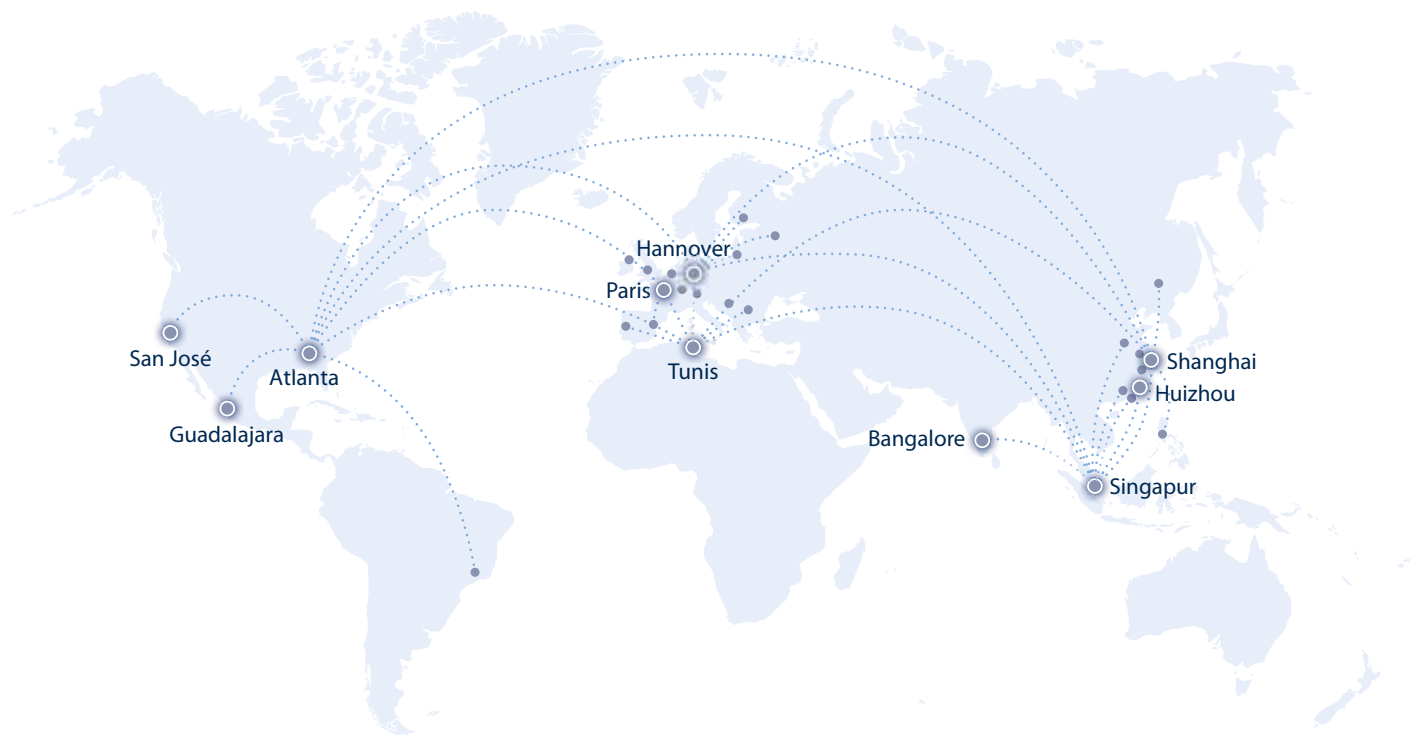 Hannover
Paris
San José
Shanghai
Tunis
Atlanta
Huizhou
Guadalajara
Bangalore
Singapur